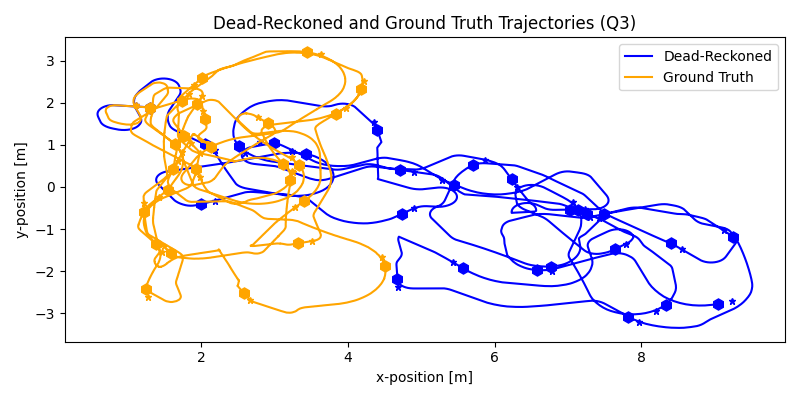 Dead-Reckoned and Ground Truth Trajectories (Q3)
Dead-Reckoned
Ground Truth
y-position [m]
3
2
1
0
−1
−2
−3
2
4
6
8
x-position [m]